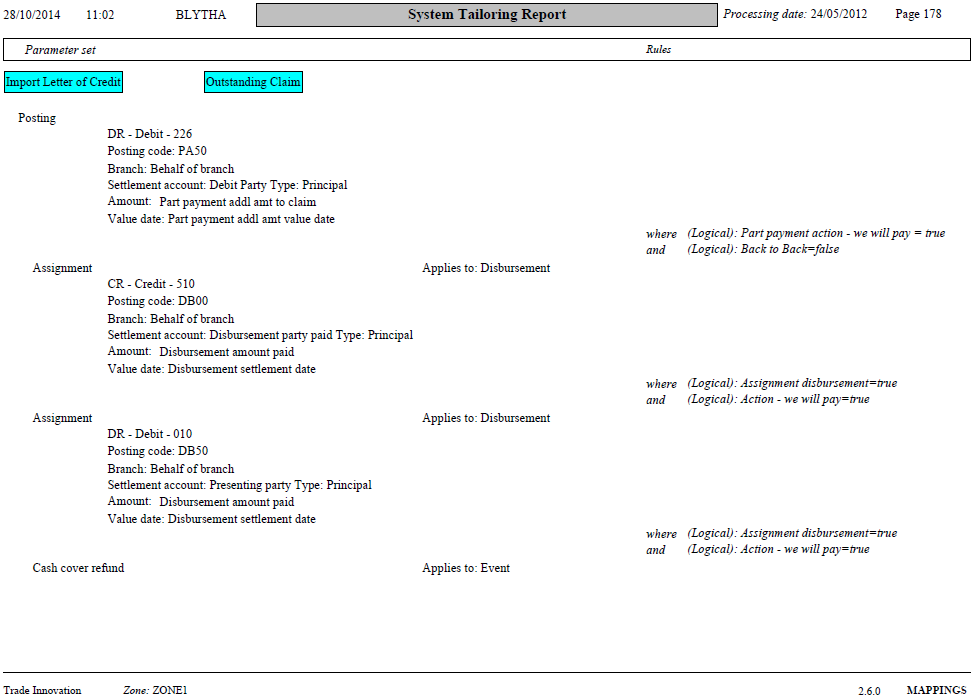 28/10/2014 11:02 BLYTHA System Tailoring Report Processing date: 24/05/2012 Page 178
Parameter set Rules
Import Letter of Credit Outstanding Claim
Posting
DR - Debit - 226
Posting code: PA50
Branch: Behalf of branch
Settlement account: Debit Party Type: Principal
Amount: Part payment addl amt to claim
Value date: Part payment addl amt value date
where (Logical): Part payment action - we will pay = true
and (Logical): Back to Back=false
Assignment Applies to: Disbursement
CR - Credit - 510
Posting code: DB00
Branch: Behalf of branch
Settlement account: Disbursement party paid Type: Principal
Amount: Disbursement amount paid
Value date: Disbursement settlement date
where (Logical): Assignment disbursement=true
and (Logical): Action - we will pay=true
Assignment Applies to: Disbursement
DR - Debit - 010
Posting code: DB50
Branch: Behalf of branch
Settlement account: Presenting party Type: Principal
Amount: Disbursement amount paid
Value date: Disbursement settlement date
where (Logical): Assignment disbursement=true
and (Logical): Action - we will pay=true
Cash cover refund Applies to: Event
Trade Innovation Zone: ZONE1 2.6.0 MAPPINGS